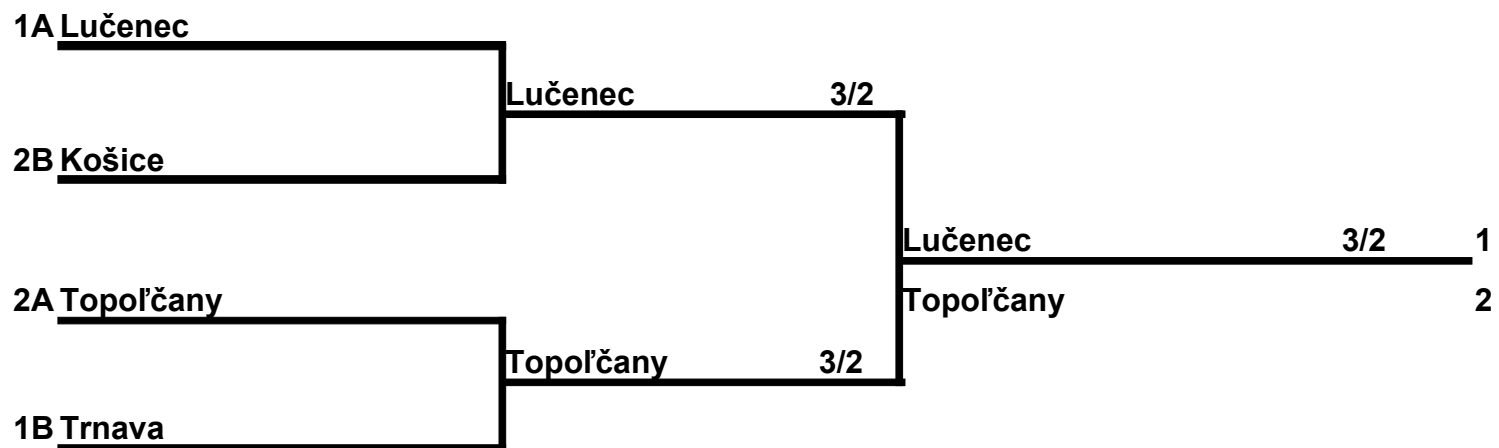 1A Lučenec
Lučenec 3/2
2B Košice
Lučenec 3/2 1
2A Topoľčany
Topoľčany 2
Topoľčany 3/2
1B Trnava